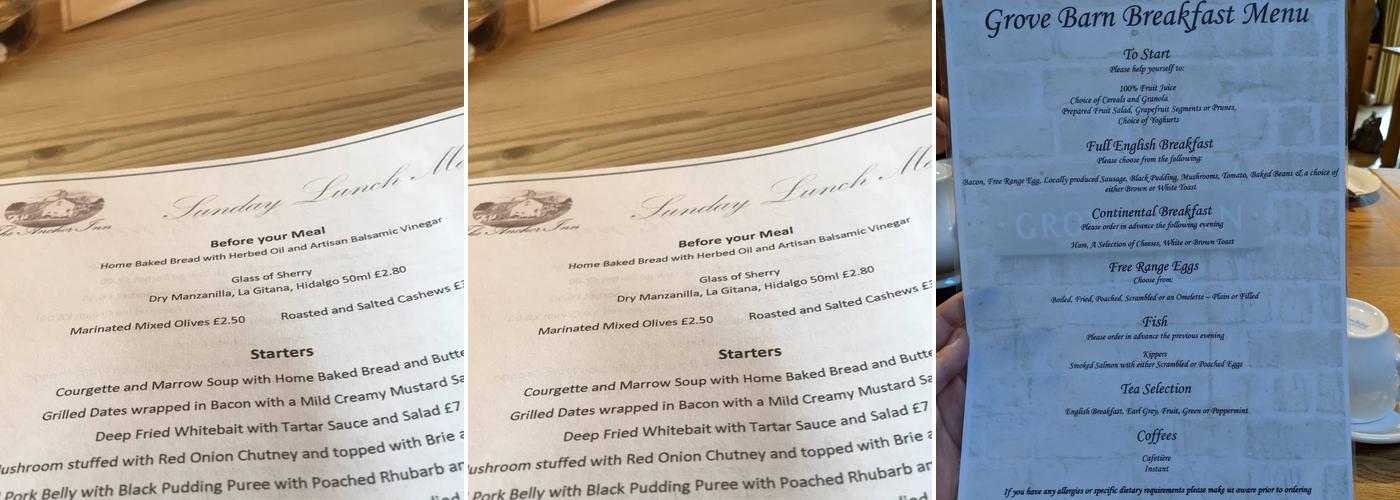 Sunday Lunch
The Anchor Inn
Before your Meal
Home Baked Bread with Herbed Oil and Artisan Balsamic Vinegar
Glass of Sherry
Dry Manzanilla, La Gitana, Hidalgo 50ml £2.80
Marinated Mixed Olives £2.50 Roasted and Salted Cashews
Starters
Courgette and Marrow Soup with Home Baked Bread and
Grilled Dates wrapped in Bacon with a Mild Creamy Mustard
Deep Fried Whitebait with Tartar Sauce and Salad £7
stuffed with Red Onion Chutney and topped with Brie
Pork Belly with Black Pudding Puree with Poached Rhubarb
Sunday Lunch
The Anchor Inn
Before your Meal
Home Baked Bread with Herbed Oil and Artisan Balsamic Vinegar
Glass of Sherry
Dry Manzanilla, La Gitana, Hidalgo 50ml £2.80
Marinated Mixed Olives £2.50 Roasted and Salted Cashews
Starters
Courgette and Marrow Soup with Home Baked Bread and
Grilled Dates wrapped in Bacon with a Mild Creamy Mustard
Deep Fried Whitebait with Tartar Sauce and Salad £7
stuffed with Red Onion Chutney and topped with Brie
Pork Belly with Black Pudding Puree with Poached Rhubarb
Grove Barn Breakfast Menu
To Start
Please help yourself to:
100% Fruit Juice
Choice of Cereals and Granola
Prepared Fruit Salad, Grapefruit Segments or Prunes,
Choice of Yoghurts
Full English Breakfast
Please choose from the following:
Bacon, Free Range Egg, Locally produced Sausage, Black Pudding, Mushrooms, Tomato, Baked Beans & a choice of
either Brown or White Toast
Continental Breakfast
Please order in advance the following evening
Ham, A Selection of Cheeses, White or Brown Toast
Free Range Eggs
Choose from:
Boiled, Fried, Poached, Scrambled or an Omelette – Plain or Filled
Fish
Please order in advance the previous evening
Kippers
Smoked Salmon with either Scrambled or Poached Eggs
Tea Selection
English Breakfast, Earl Grey, Fruit, Green or Peppermint
Coffees
Cafetière
Instant
If you have any allergies or specific dietary requirements please make us aware prior to ordering